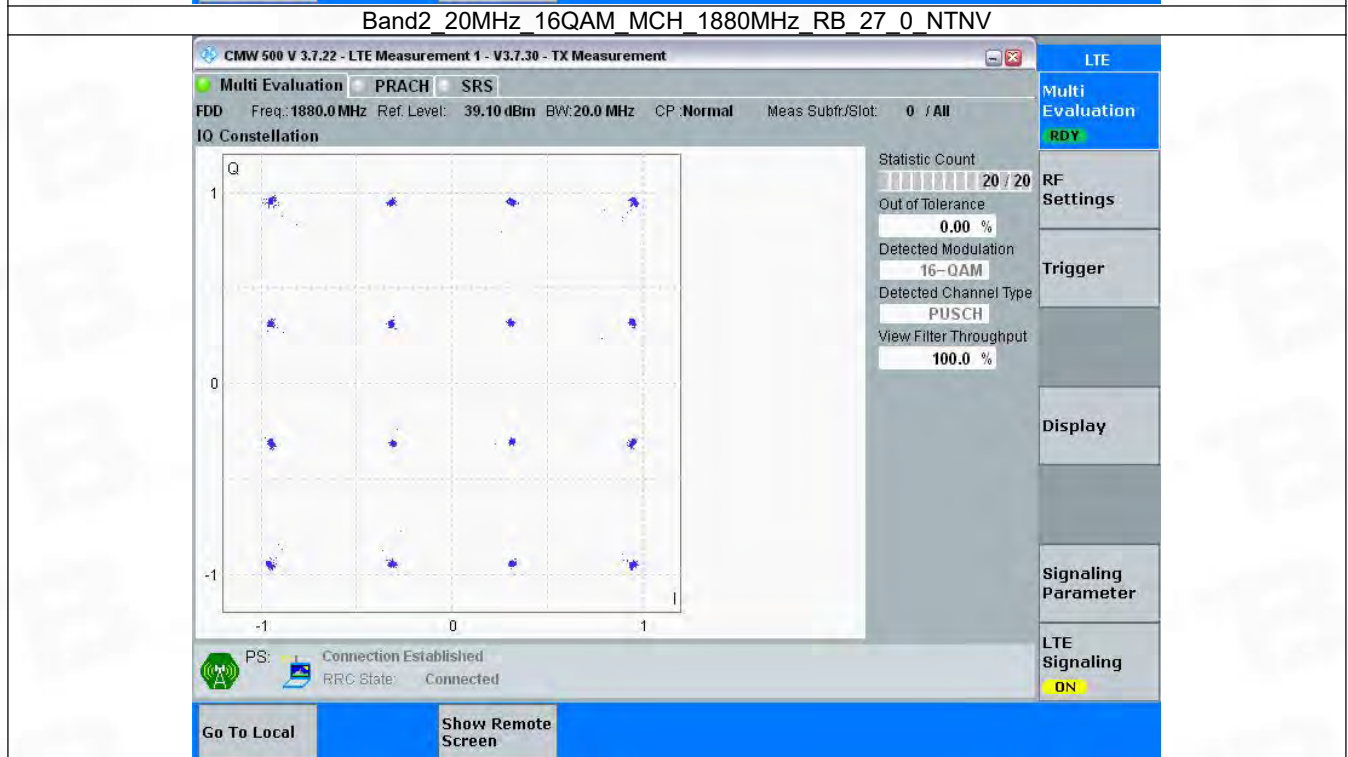 Band2_20MHz_16QAM_MCH_1880MHz_RB_27_0_NTNV
CMW 500 V 3.7.22 - LTE Measurement 1 - V3.7.30 - TX Measurement
LTE
Multi Evaluation PRACH SRS
Multi
Evaluation
RDY
FDD Freq.:1880.0 MHz Ref. Level: 39.10 dBm BW:20.0 MHz CP :Normal Meas Subfr./Slot: 0 / All
IQ Constellation
Q
1
0
-1
I
-1 0 1
Statistic Count
20 / 20
Out of Tolerance
0.00 %
Detected Modulation
16-QAM
Detected Channel Type
PUSCH
View Filter Throughput
100.0 %
RF
Settings
Trigger
Display
Signaling
Parameter
LTE
Signaling
ON
PS: Connection Established
RRC State: Connected
Go To Local
Show Remote
Screen